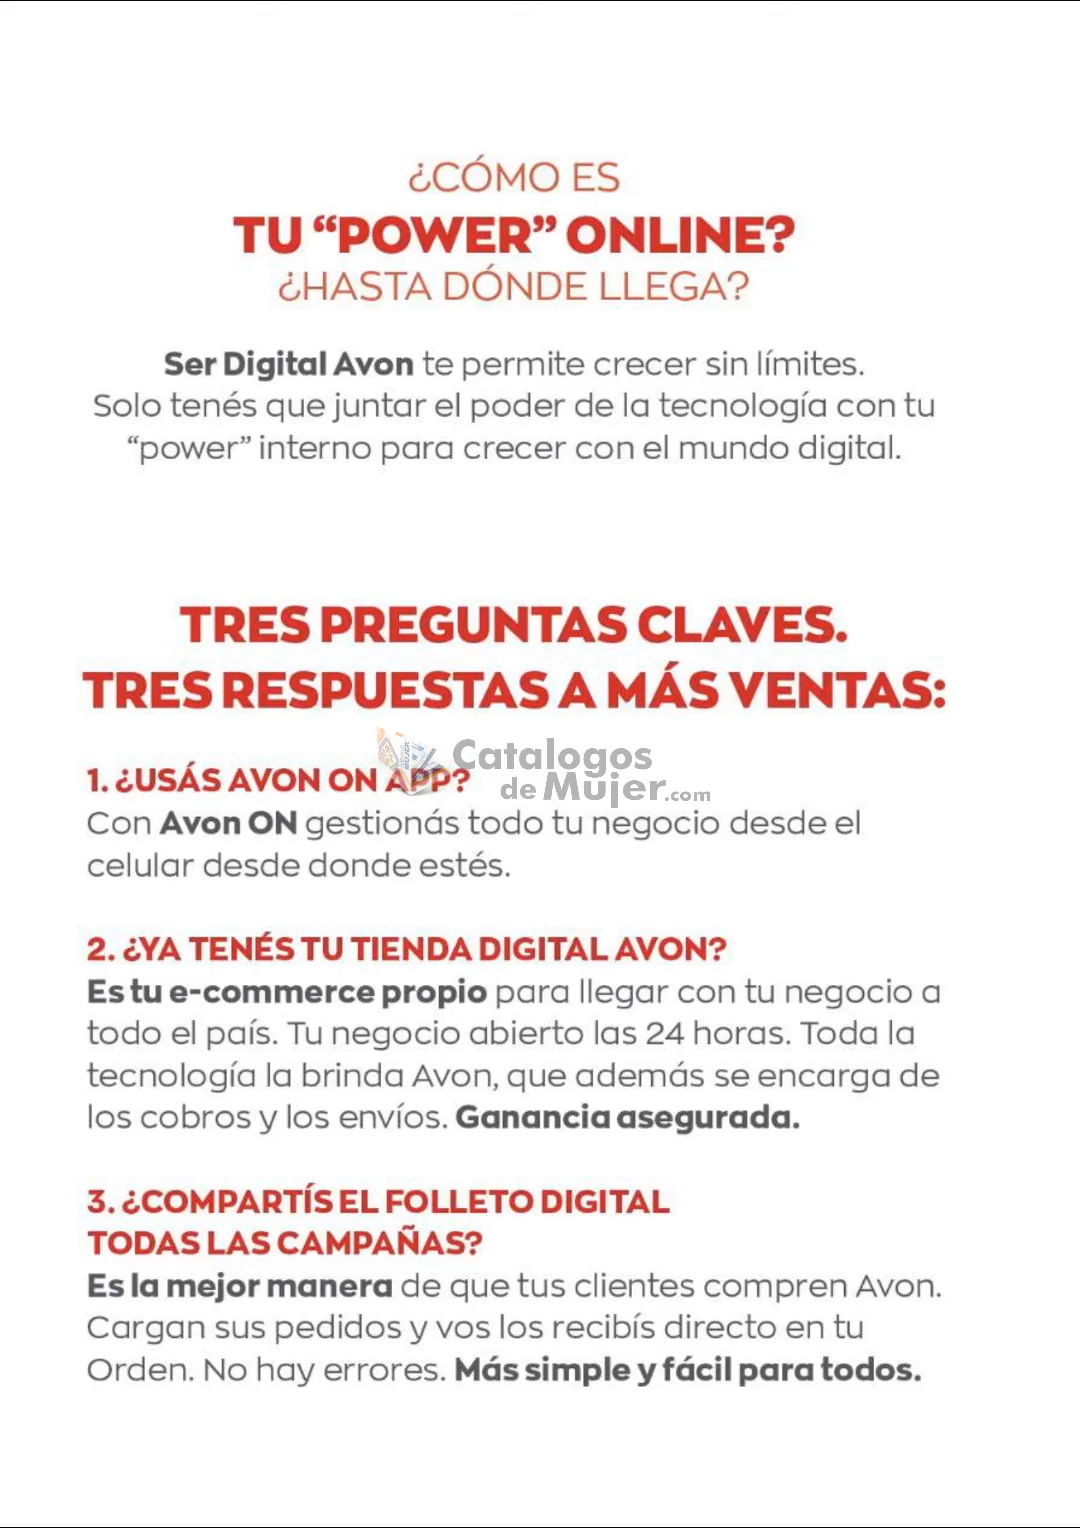 ¿CÓMO ES
TU “POWER” ONLINE?
¿HASTA DÓNDE LLEGA?
Ser Digital Avon te permite crecer sin límites.
Solo tenés que juntar el poder de la tecnología con tu
“power” interno para crecer con el mundo digital.
TRES PREGUNTAS CLAVES.
TRES RESPUESTAS A MÁS VENTAS:
Catalogos
deMujer.com
1. ¿USÁS AVON ON APP?
Con Avon ON gestionás todo tu negocio desde el
celular desde donde estés.
2. ¿YA TENÉS TU TIENDA DIGITAL AVON?
Es tu e-commerce propio para llegar con tu negocio a
todo el país. Tu negocio abierto las 24 horas. Toda la
tecnología la brinda Avon, que además se encarga de
los cobros y los envíos. Ganancia asegurada.
3. ¿COMPARTÍS EL FOLLETO DIGITAL
TODAS LAS CAMPAÑAS?
Es la mejor manera de que tus clientes compren Avon.
Cargan sus pedidos y vos los recibís directo en tu
Orden. No hay errores. Más simple y fácil para todos.